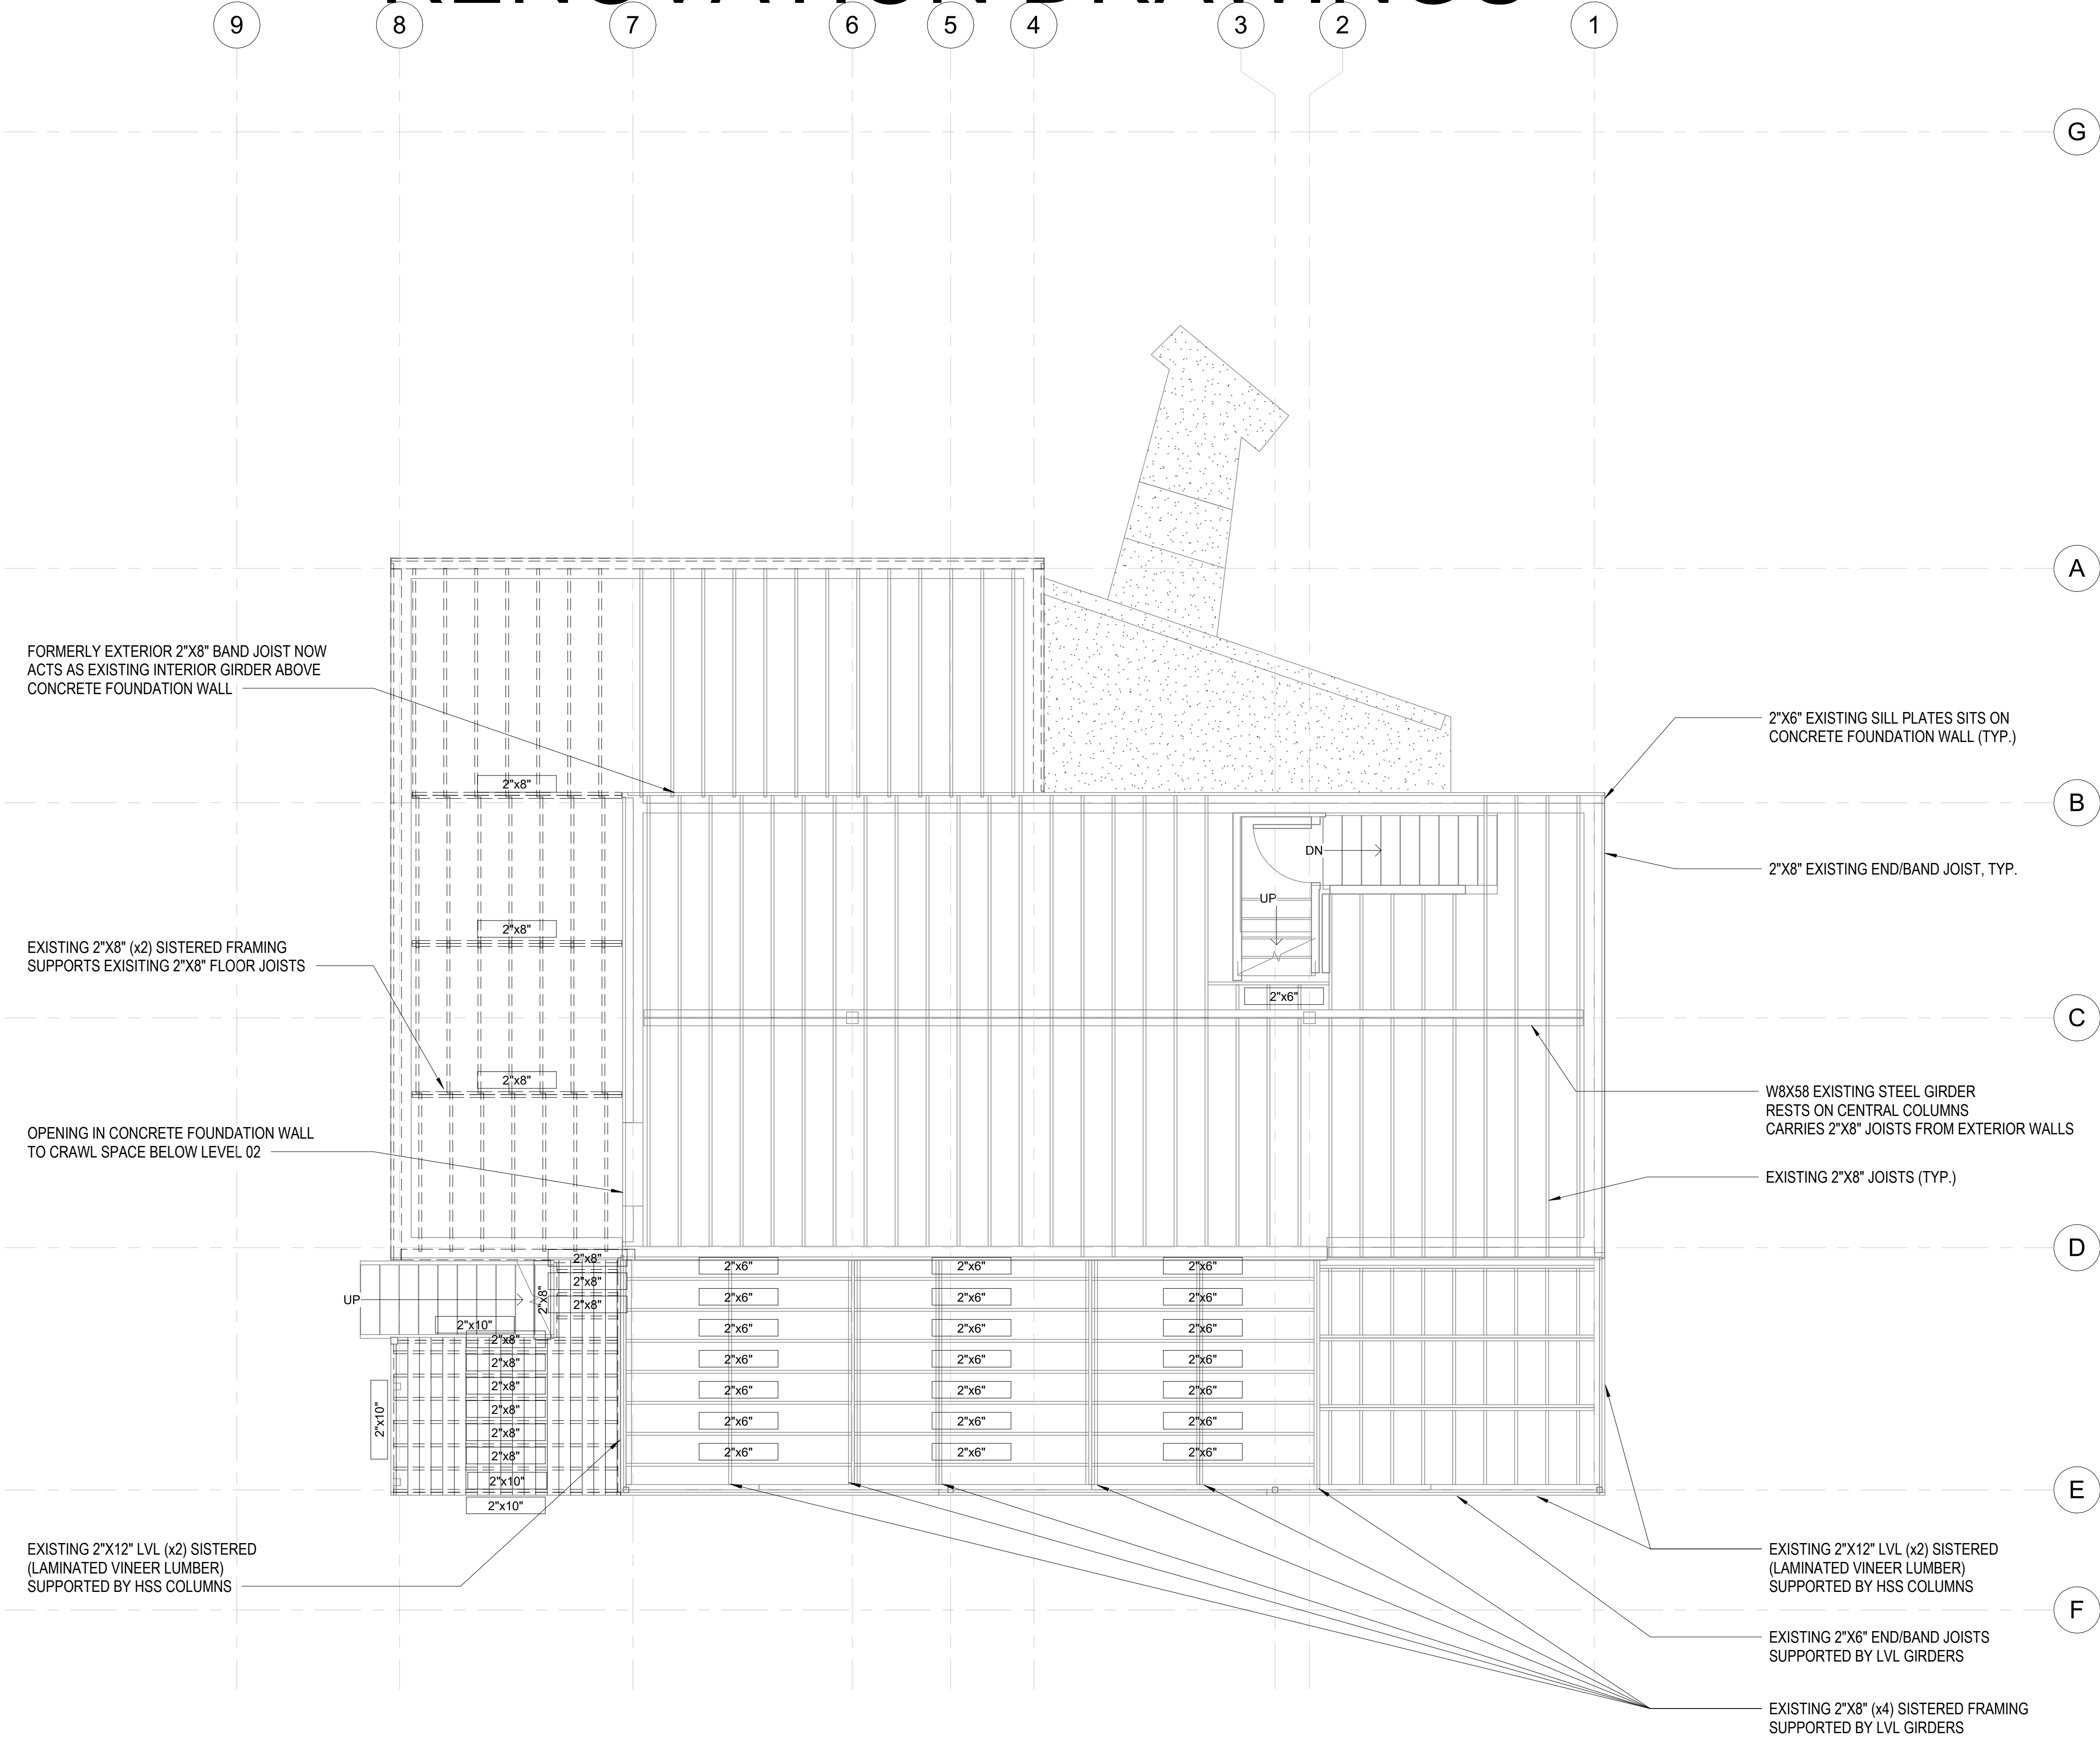 RENOVATION DRAWINGS
9 8 7 6 5 4 3 2 1
G
A
FORMERLY EXTERIOR 2"X8" BAND JOIST NOW
ACTS AS EXISTING INTERIOR GIRDER ABOVE
CONCRETE FOUNDATION WALL
2"X6" EXISTING SILL PLATES SITS ON
CONCRETE FOUNDATION WALL (TYP.)
2"x8"
B
DN
2"X8" EXISTING END/BAND JOIST, TYP.
UP
2"x8"
EXISTING 2"X8" (x2) SISTERED FRAMING
SUPPORTS EXISITING 2"X8" FLOOR JOISTS
2"x6"
C
2"x8"
W8X58 EXISTING STEEL GIRDER
RESTS ON CENTRAL COLUMNS
CARRIES 2"X8" JOISTS FROM EXTERIOR WALLS
OPENING IN CONCRETE FOUNDATION WALL
TO CRAWL SPACE BELOW LEVEL 02
EXISTING 2"X8" JOISTS (TYP.)
D
2"x8"
2"x8"
2"x8"
2"x8"
UP
2"x10"
2"x8"
2"x8"
2"x8"
2"x8"
2"x8"
2"x8"
2"x10"
2"x10"
2"x10"
2"x6" 2"x6" 2"x6"
2"x6" 2"x6" 2"x6"
2"x6" 2"x6" 2"x6"
2"x6" 2"x6" 2"x6"
2"x6" 2"x6" 2"x6"
2"x6" 2"x6" 2"x6"
2"x6" 2"x6" 2"x6"
E
EXISTING 2"X12" LVL (x2) SISTERED
(LAMINATED VINEER LUMBER)
SUPPORTED BY HSS COLUMNS
EXISTING 2"X12" LVL (x2) SISTERED
(LAMINATED VINEER LUMBER)
SUPPORTED BY HSS COLUMNS
F
EXISTING 2"X6" END/BAND JOISTS
SUPPORTED BY LVL GIRDERS
EXISTING 2"X8" (x4) SISTERED FRAMING
SUPPORTED BY LVL GIRDERS